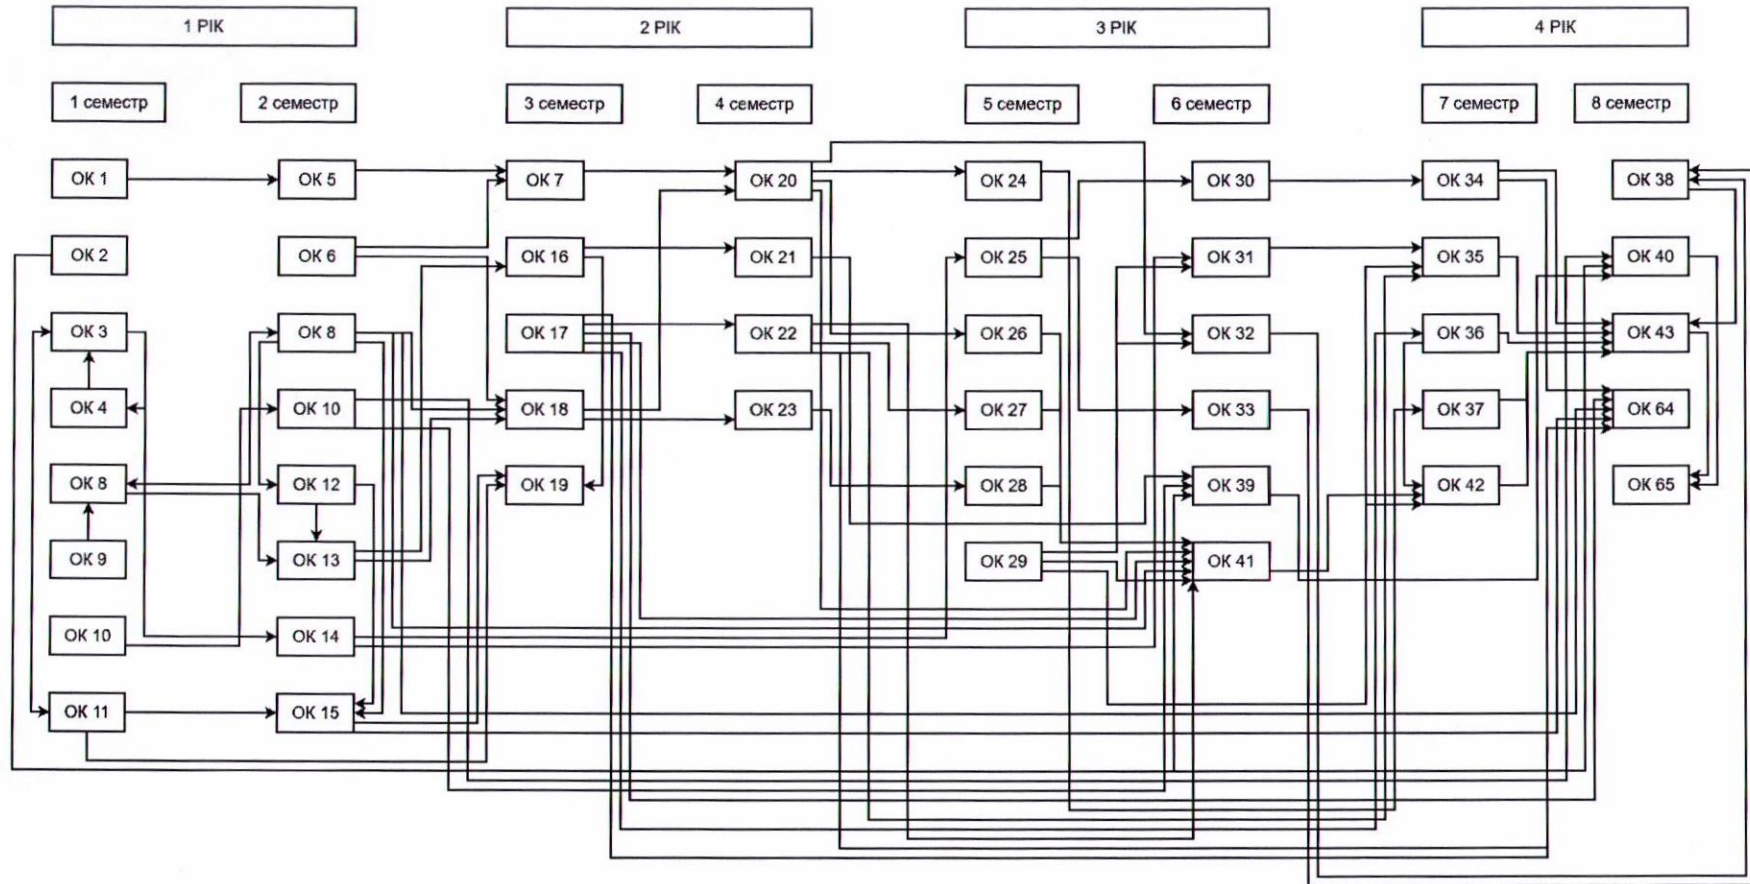 1 РІК 2 РІК 3 РІК 4 РІК
1 семестр 2 семестр 3 семестр 4 семестр 5 семестр 6 семестр 7 семестр 8 семестр
ОК 1 ОК 5 ОК 7 ОК 20 ОК 24 ОК 30 ОК 34 ОК 38
ОК 2 ОК 6 ОК 16 ОК 21 ОК 25 ОК 31 ОК 35 ОК 40
ОК 3 ОК 8 ОК 17 ОК 22 ОК 26 ОК 32 ОК 36 ОК 43
ОК 4 ОК 10 ОК 18 ОК 23 ОК 27 ОК 33 ОК 37 ОК 64
ОК 8 ОК 12 ОК 19 ОК 28 ОК 39 ОК 42 ОК 65
ОК 9 ОК 13 ОК 29 ОК 41
ОК 10 ОК 14
ОК 11 ОК 15